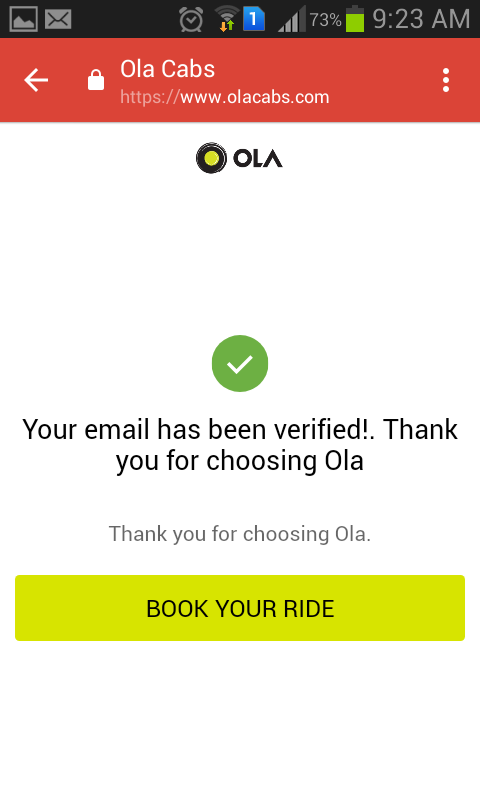 1 73% 9:23 AM
Ola Cabs
https://www.olacabs.com
OLA
Your email has been verified!. Thank
you for choosing Ola
Thank you for choosing Ola.
BOOK YOUR RIDE